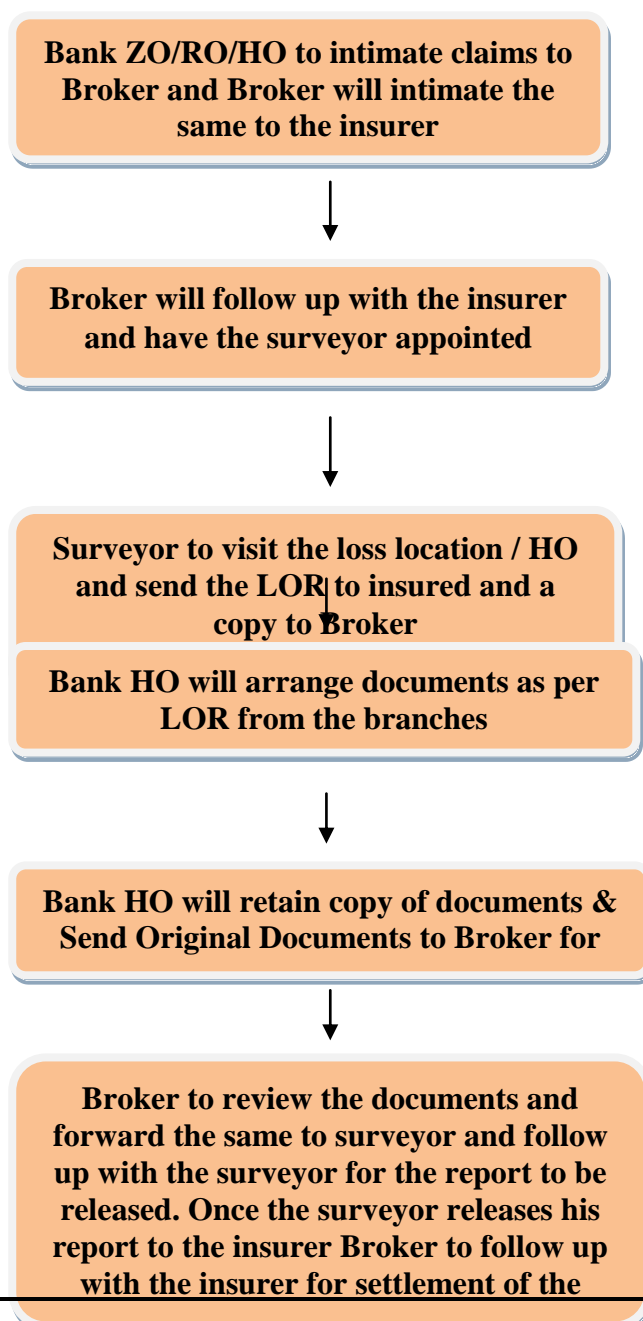 Bank ZO/RO/HO to intimate claims to
Broker and Broker will intimate the
same to the insurer
Broker will follow up with the insurer
and have the surveyor appointed
Surveyor to visit the loss location / HO
and send the LOR to insured and a
copy to Broker
Bank HO will arrange documents as per
LOR from the branches
Bank HO will retain copy of documents &
Send Original Documents to Broker for
Broker to review the documents and
forward the same to surveyor and follow
up with the surveyor for the report to be
released. Once the surveyor releases his
report to the insurer Broker to follow up
with the insurer for settlement of the